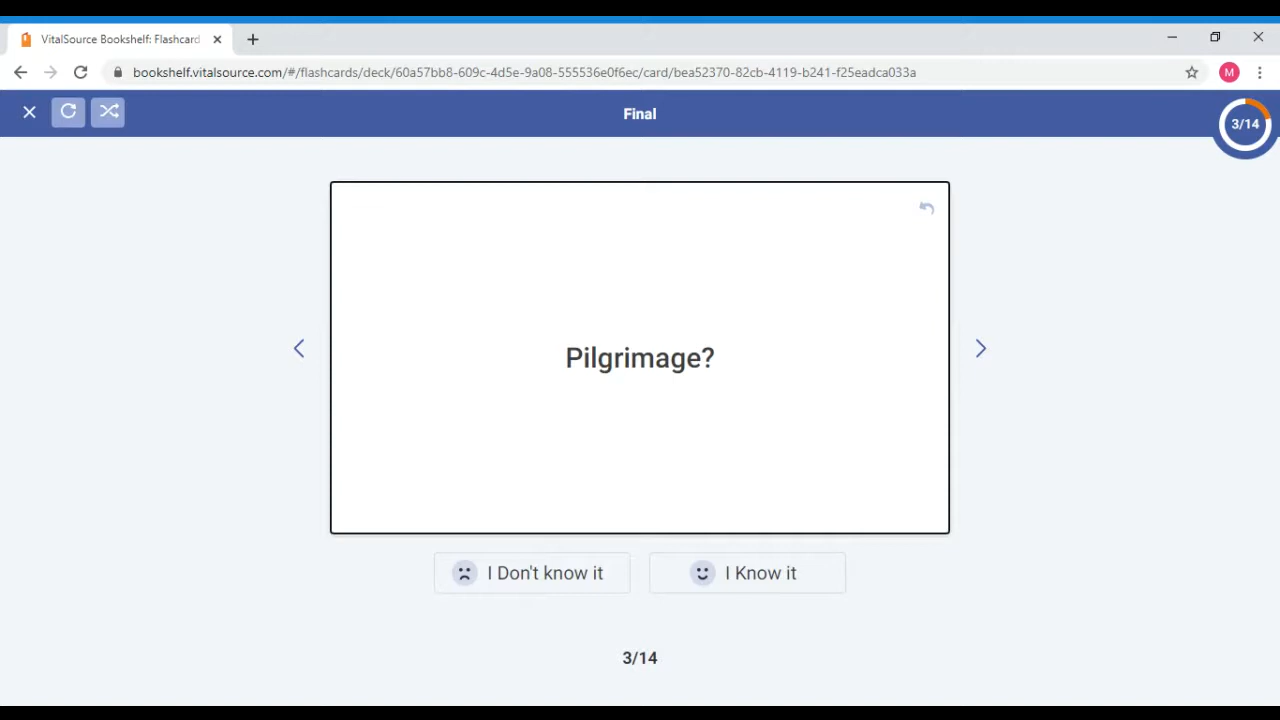 VitalSource Bookshelf: Flashcard
bookshelf.vitalsource.com/#/flashcards/deck/60a57bb8-609c-4d5e-9a08-555536e0f6ec/card/bea52370-82cb-4119-b241-f25eadca033a
M
Final
3/14
Pilgrimage?
I Don't know it
I Know it
3/14